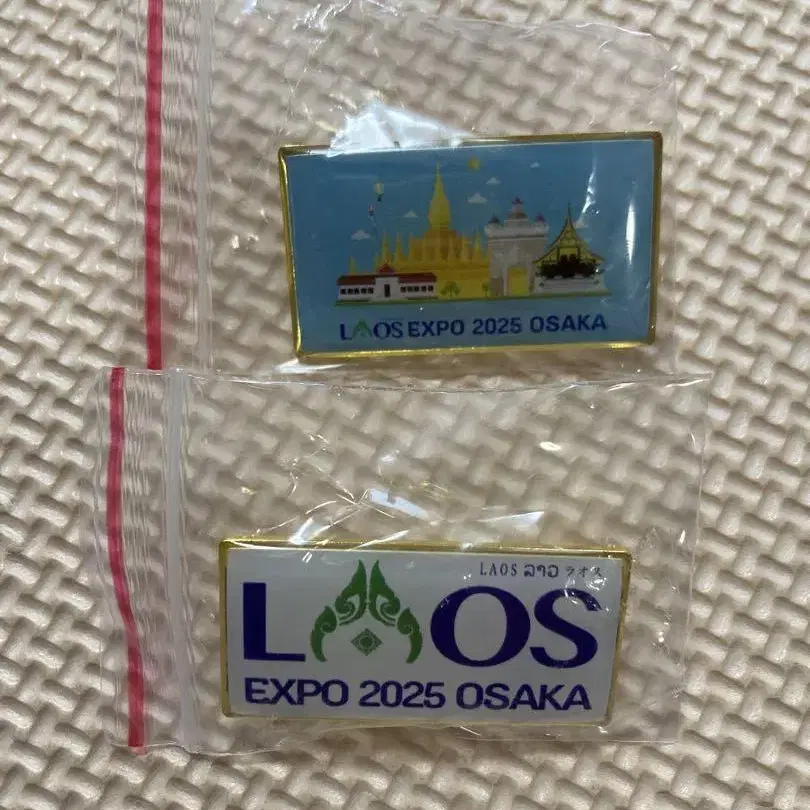 LAOS EXPO 2025 OSAKA
LAOS ລາວ ラオス
LAOS
EXPO 2025 OSAKA